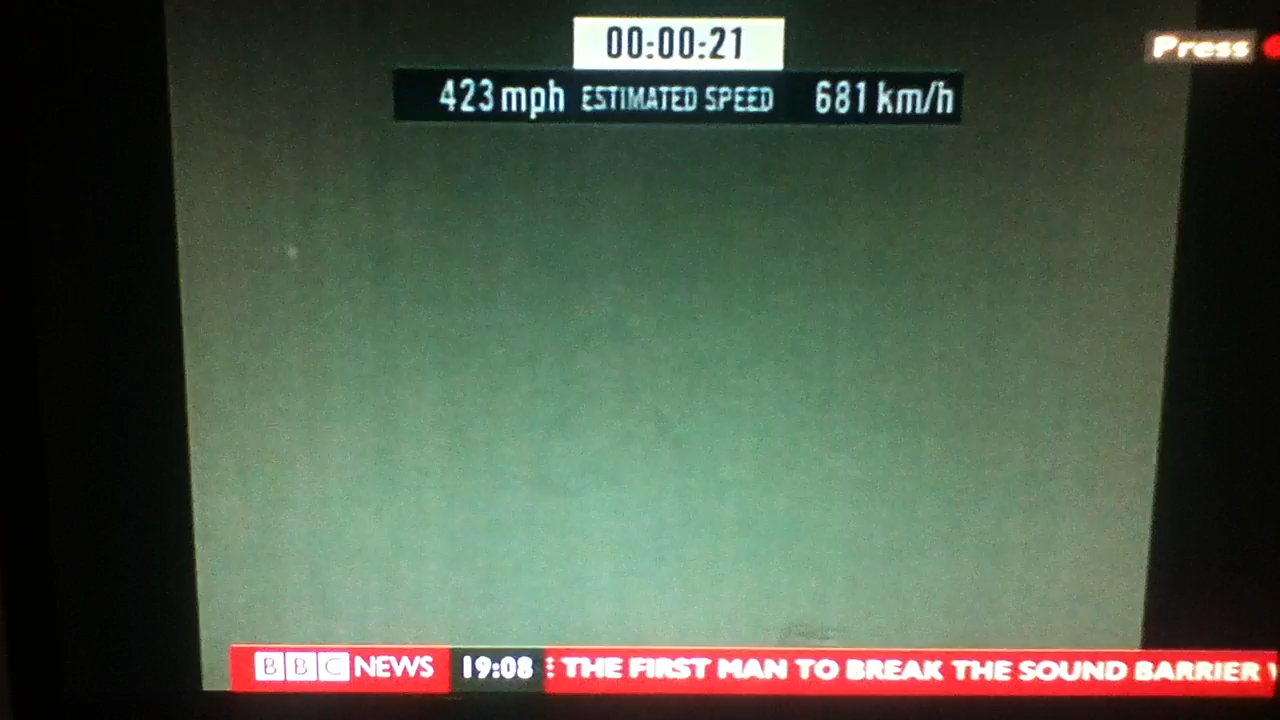 00:00:21
Press
423 mph ESTIMATED SPEED 681 km/h
BBC NEWS 19:08 : THE FIRST MAN TO BREAK THE SOUND BARRIER